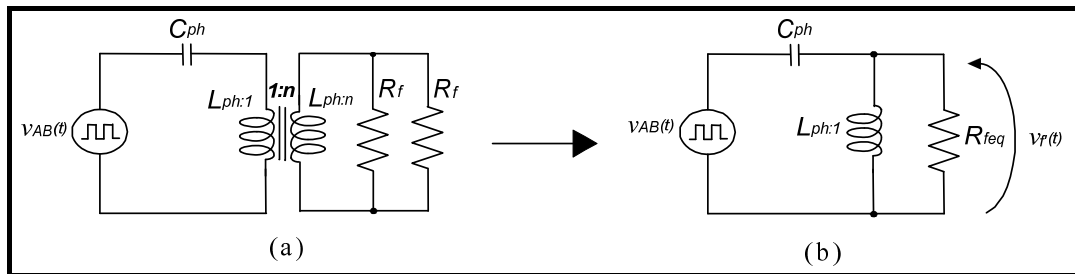 Cph
Lph:1
1:n
Lph:n
Rf
Rf
vAB(t)
(a)
Cph
vAB(t)
Lph:1
Rfeq
vf'(t)
(b)